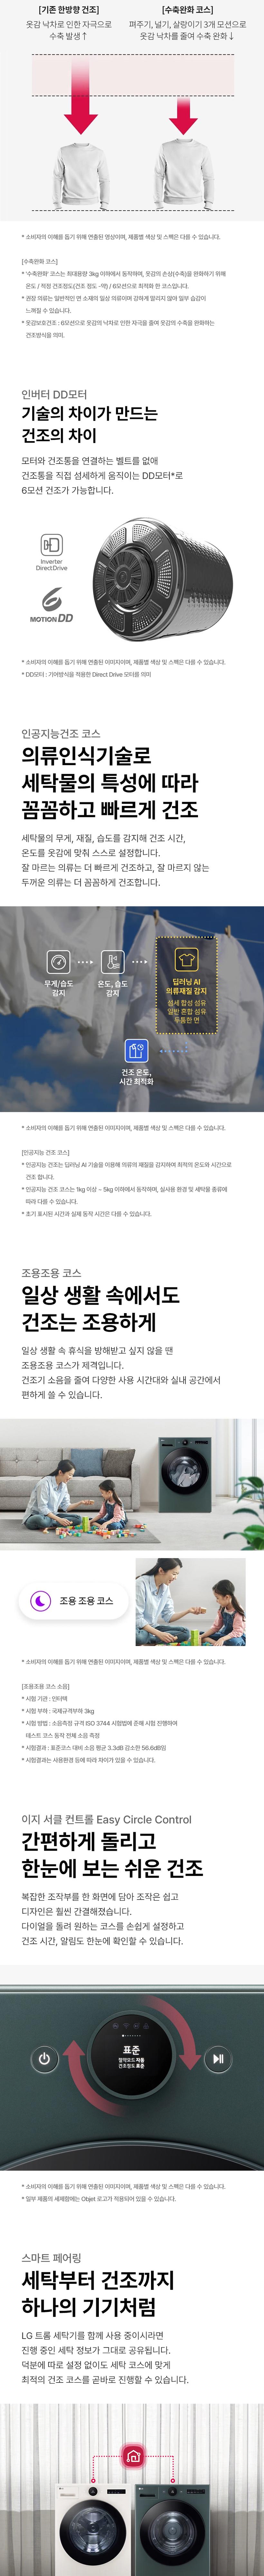 [기존 한방향 건조]
옷감 낙차로 인한 자극으로
수축 발생↑
[수축완화 코스]
펴주기, 널기, 살랑이기 3개 모션으로
옷감 낙차를 줄여 수축 완화↓
* 소비자의 이해를 돕기 위해 연출된 영상이며, 제품별 색상 및 스펙은 다를 수 있습니다.
[수축완화 코스]
* '수축완화' 코스는 최대용량 3kg 이하에서 동작하며, 옷감의 손상(수축)을 완화하기 위해
온도 / 적정 건조정도(건조 정도 -약) / 6모션으로 최적화 한 코스입니다.
* 권장 의류는 일반적인 면 소재의 일상 의류이며 강하게 말리지 않아 일부 습감이
느껴질 수 있습니다.
* 옷감보호건조 : 6모션으로 옷감의 낙차로 인한 자극을 줄여 옷감의 수축을 완화하는
건조방식을 의미.
인버터 DD모터
기술의 차이가 만드는
건조의 차이
모터와 건조통을 연결하는 벨트를 없애
건조통을 직접 섬세하게 움직이는 DD모터*로
6모션 건조가 가능합니다.
Inverter
DirectDrive
6
MOTION DD
* 소비자의 이해를 돕기 위해 연출된 이미지이며, 제품별 색상 및 스펙은 다를 수 있습니다.
* DD모터 : 기어방식을 적용한 Direct Drive 모터를 의미
인공지능건조 코스
의류인식기술로
세탁물의 특성에 따라
꼼꼼하고 빠르게 건조
세탁물의 무게, 재질, 습도를 감지해 건조 시간,
온도를 옷감에 맞춰 스스로 설정합니다.
잘 마르는 의류는 더 빠르게 건조하고, 잘 마르지 않는
두꺼운 의류는 더 꼼꼼하게 건조합니다.
무게/습도
감지
온도, 습도
감지
딥러닝 AI
의류재질 감지
섬세 합성 섬유
일반 혼합 섬유
두툼한 면
건조 온도,
시간 최적화
* 소비자의 이해를 돕기 위해 연출된 이미지이며, 제품별 색상 및 스펙은 다를 수 있습니다.
[인공지능 건조 코스]
* 인공지능 건조는 딥러닝 AI 기술을 이용해 의류의 재질을 감지하여 최적의 온도와 시간으로
건조 합니다.
* 인공지능 건조 코스는 1kg 이상 ~ 5kg 이하에서 동작하며, 실사용 환경 및 세탁물 종류에
따라 다를 수 있습니다.
* 초기 표시된 시간과 실제 동작 시간은 다를 수 있습니다.
조용조용 코스
일상 생활 속에서도
건조는 조용하게
일상 생활 속 휴식을 방해받고 싶지 않을 땐
조용조용 코스가 제격입니다.
건조기 소음을 줄여 다양한 사용 시간대와 실내 공간에서
편하게 쓸 수 있습니다.
조용 조용 코스
* 소비자의 이해를 돕기 위해 연출된 이미지이며, 제품별 색상 및 스펙은 다를 수 있습니다.
[조용조용 코스 소음]
* 시험 기관 : 인터텍
* 시험 부하 : 국제규격부하 3kg
* 시험 방법 : 소음측정 규격 ISO 3744 시험법에 준해 시험 진행하여
테스트 코스 동작 전체 소음 측정
* 시험결과 : 표준코스 대비 소음 평균 3.3dB 감소한 56.6dB임
* 시험결과는 사용환경 등에 따라 차이가 있을 수 있습니다.
이지 서클 컨트롤 Easy Circle Control
간편하게 돌리고
한눈에 보는 쉬운 건조
복잡한 조작부를 한 화면에 담아 조작은 쉽고
디자인은 훨씬 간결해졌습니다.
다이얼을 돌려 원하는 코스를 손쉽게 설정하고
건조 시간, 알림도 한눈에 확인할 수 있습니다.
표준
절약모드 자동
건조정도 표준
* 소비자의 이해를 돕기 위해 연출된 이미지이며, 제품별 색상 및 스펙은 다를 수 있습니다.
* 일부 제품의 세제함에는 Objet 로고가 적용되어 있을 수 있습니다.
스마트 페어링
세탁부터 건조까지
하나의 기기처럼
LG 트롬 세탁기를 함께 사용 중이시라면
진행 중인 세탁 정보가 그대로 공유됩니다.
덕분에 따로 설정 없이도 세탁 코스에 맞게
최적의 건조 코스를 곧바로 진행할 수 있습니다.